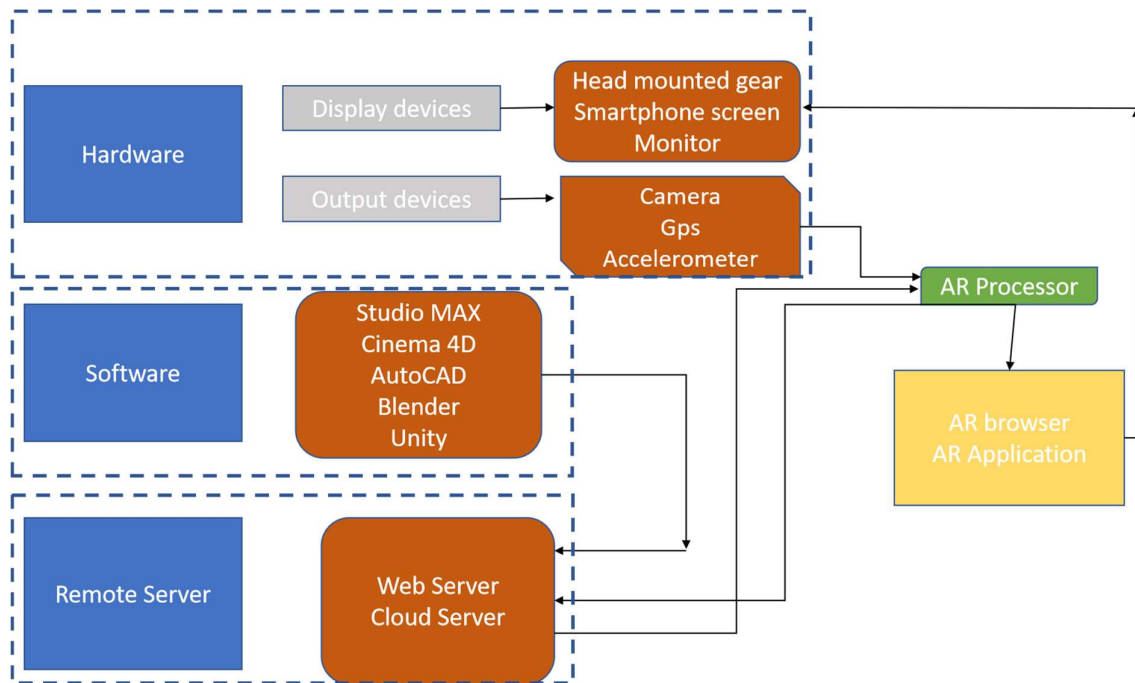 Hardware
Display devices
Head mounted gear
Smartphone screen
Monitor
Output devices
Camera
Gps
Accelerometer
AR Processor
Software
Studio MAX
Cinema 4D
AutoCAD
Blender
Unity
AR browser
AR Application
Remote Server
Web Server
Cloud Server